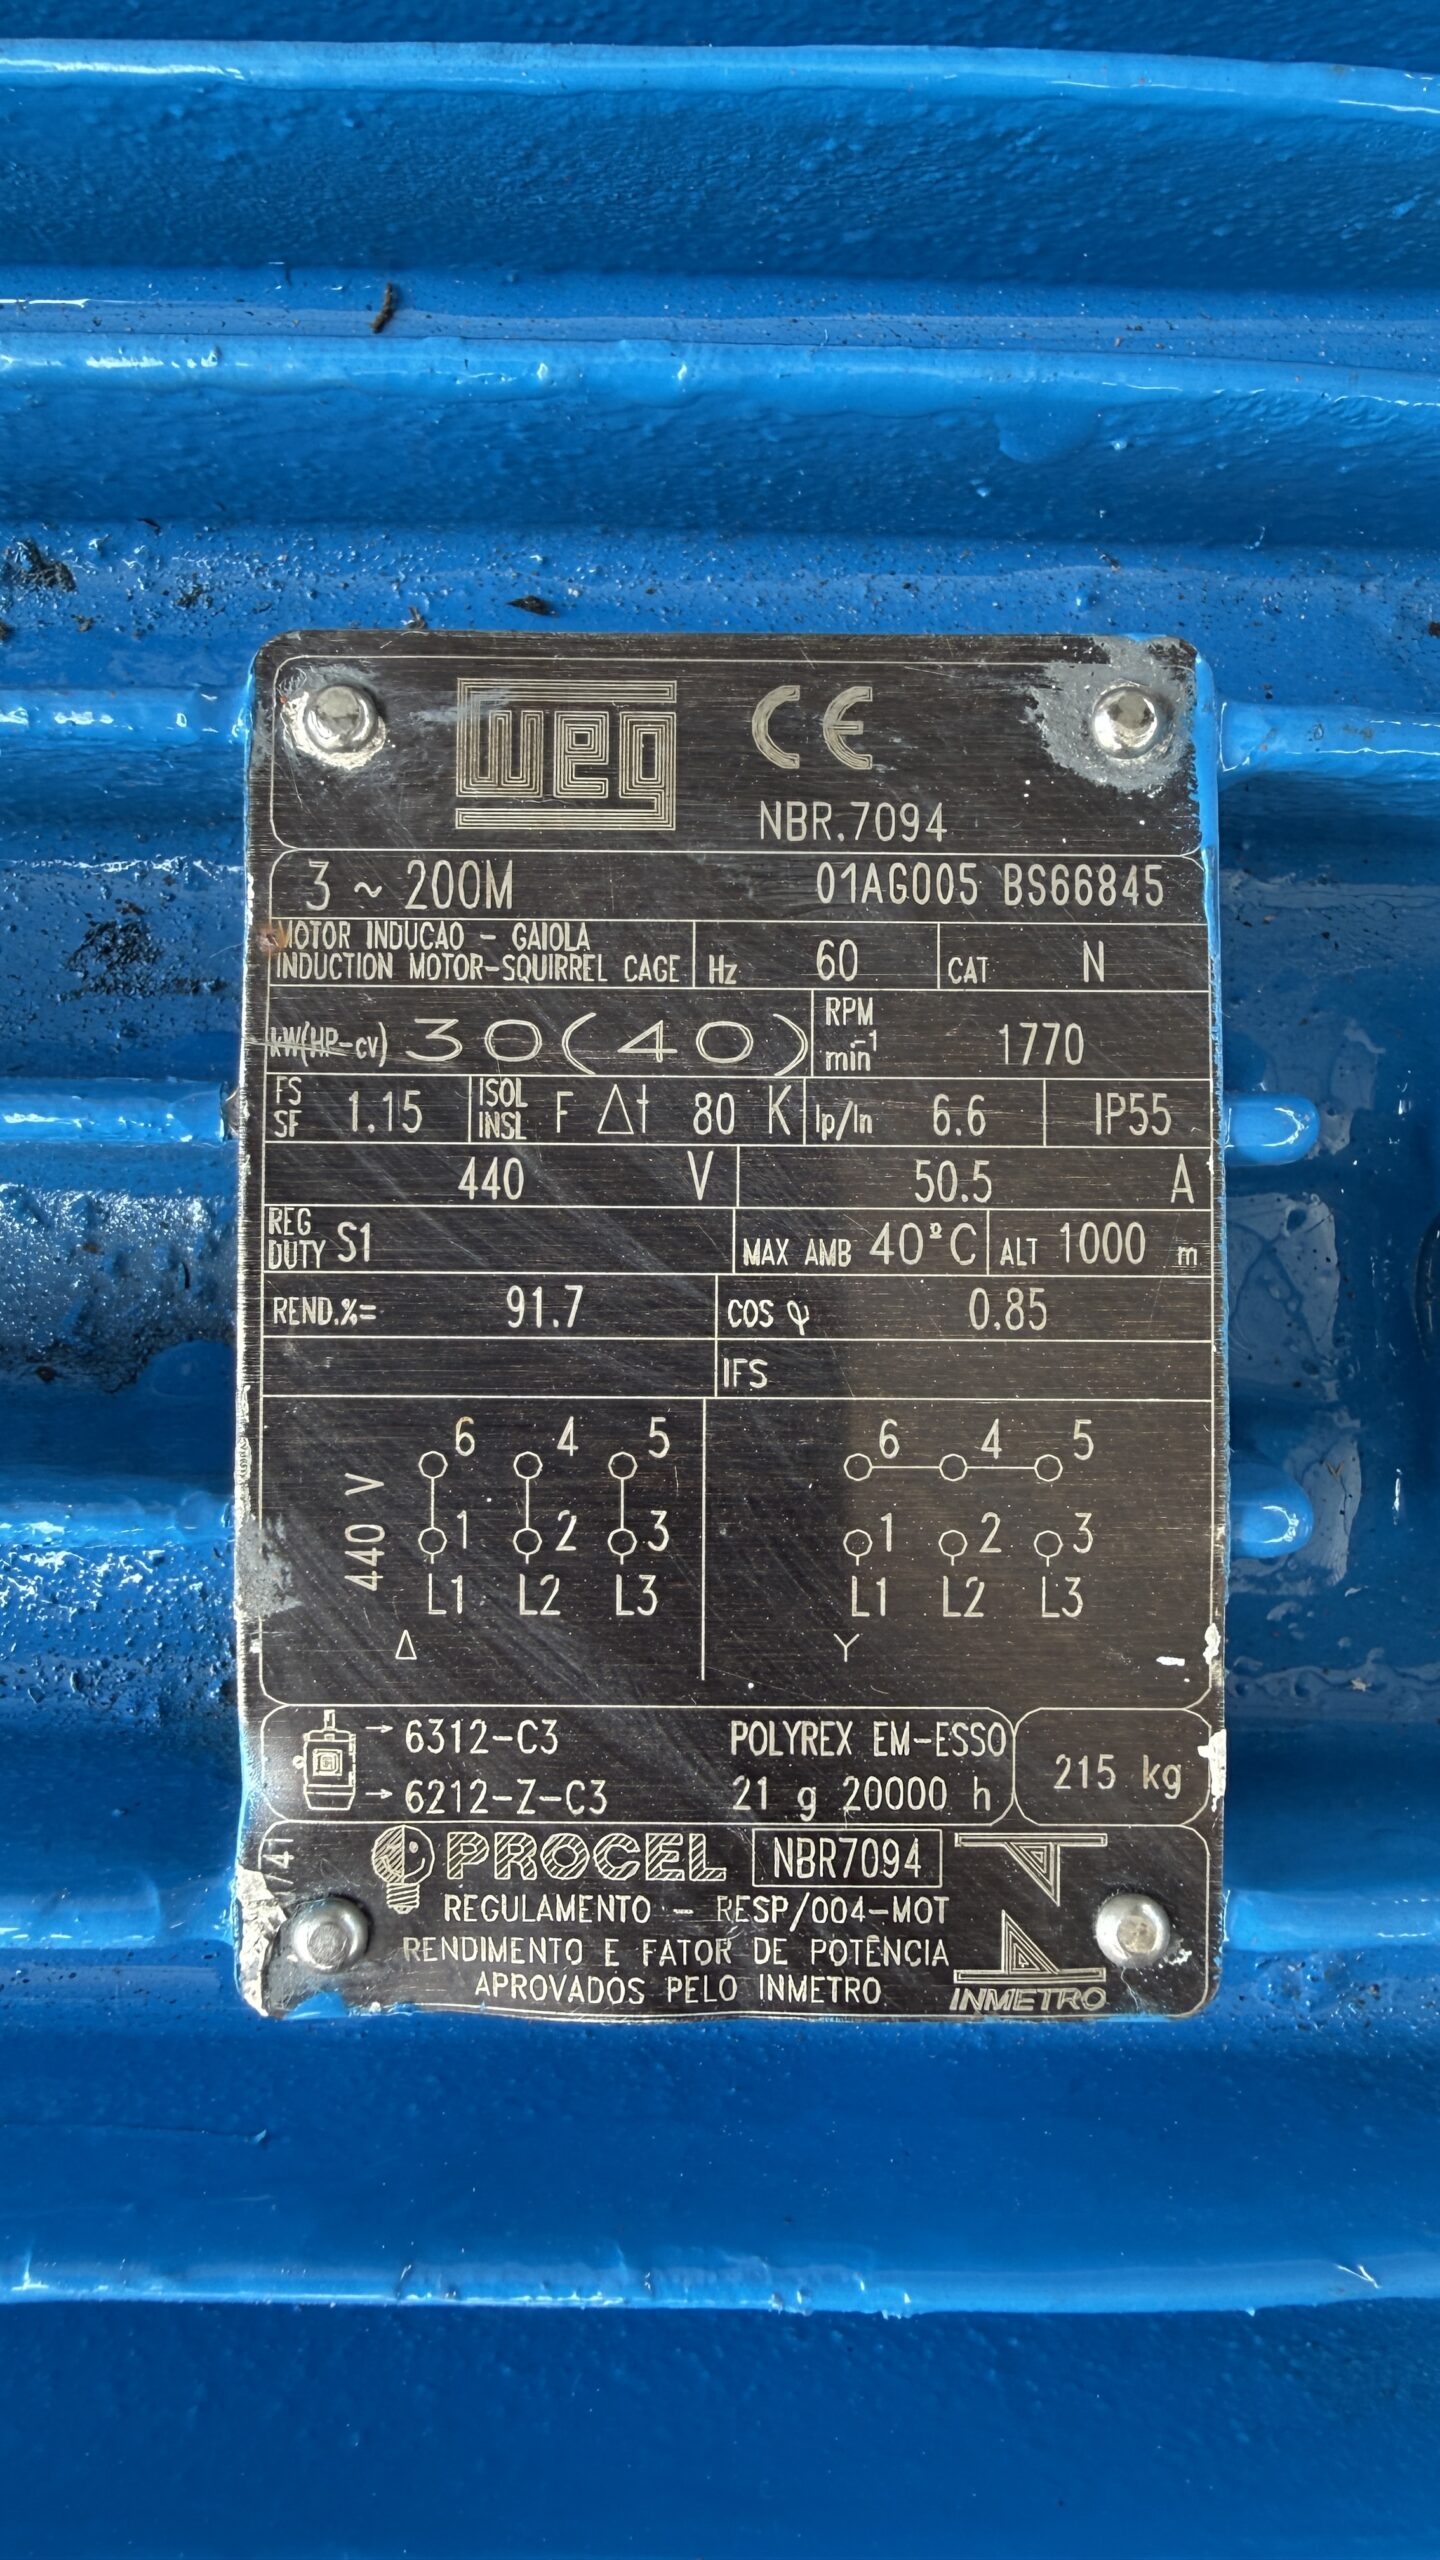 weg CE
NBR.7094
3 ~ 200M 01AG005 BS66845
MOTOR INDUCAO - GAIOLA
INDUCTION MOTOR-SQUIRREL CAGE Hz 60 CAT N
kW(HP-cv) 30(40) RPM min⁻¹ 1770
FS SF 1.15 ISOL INSL F Δt 80 K Ip/In 6.6 IP55
440 V 50.5 A
REG DUTY S1 MAX AMB 40°C ALT 1000 m
REND.%= 91.7 COS φ 0.85
IFS
6 4 5 6 4 5
440 V 1 2 3 1 2 3
L1 L2 L3 L1 L2 L3
Δ Y
→ 6312-C3 POLYREX EM-ESSO 215 kg
→ 6212-Z-C3 21 g 20000 h
PROCEL NBR7094
REGULAMENTO - RESP/004-MOT
RENDIMENTO E FATOR DE POTÊNCIA
APROVADOS PELO INMETRO INMETRO